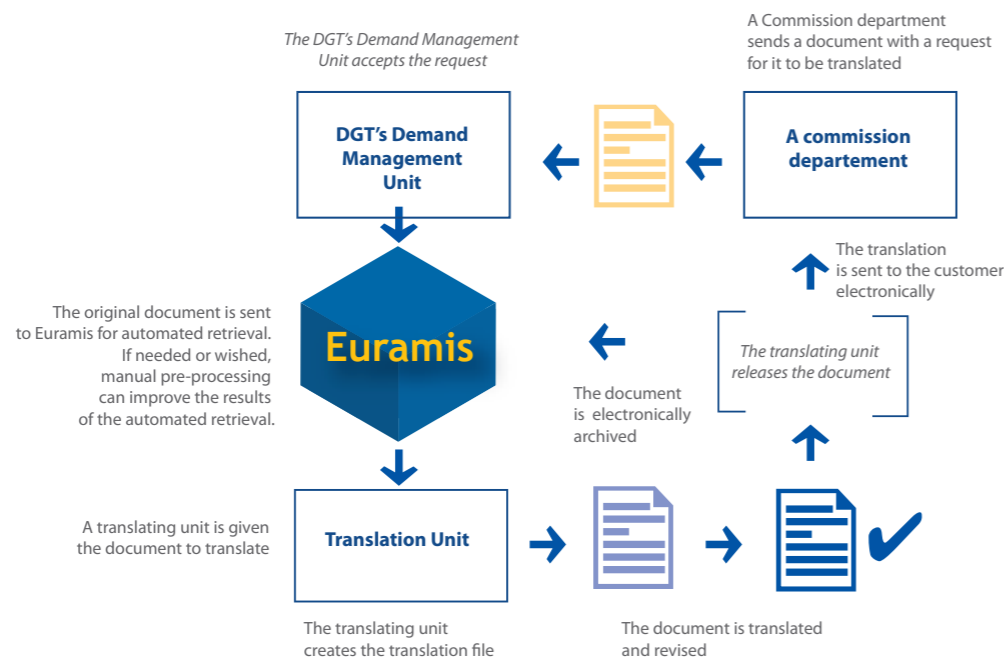 The DGT's Demand Management
Unit accepts the request
A Commission department
sends a document with a request
for it to be translated
DGT's Demand
Management
Unit
A commission
departement
The translation
is sent to the customer
electronically
The original document is sent
to Euramis for automated retrieval.
If needed or wished,
manual pre-processing
can improve the results
of the automated retrieval.
Euramis
The translating unit
releases the document
The document
is electronically
archived
A translating unit is given
the document to translate
Translation Unit
The translating unit
creates the translation file
The document is translated
and revised